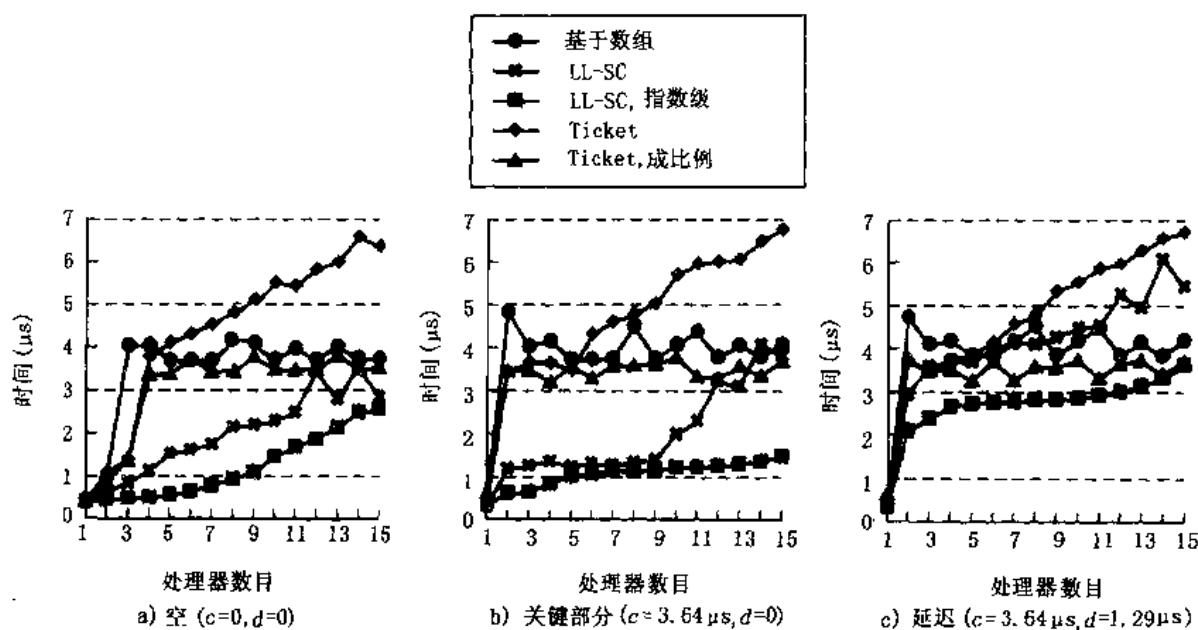 基于数组
LL-SC
LL-SC, 指数级
Ticket
Ticket,成比例
7
6
5
4
3
2
1
0
时间(μs)
1 3 5 7 9 11 13 15
处理器数目
a) 空 (c=0,d=0)
7
6
5
4
3
2
1
0
时间(μs)
1 3 5 7 9 11 13 15
处理器数目
b) 关键部分 (c=3.64μs,d=0)
7
6
5
4
3
2
1
0
时间(μs)
1 3 5 7 9 11 13 15
处理器数目
c) 延迟 (c=3.64μs,d=1,29μs)